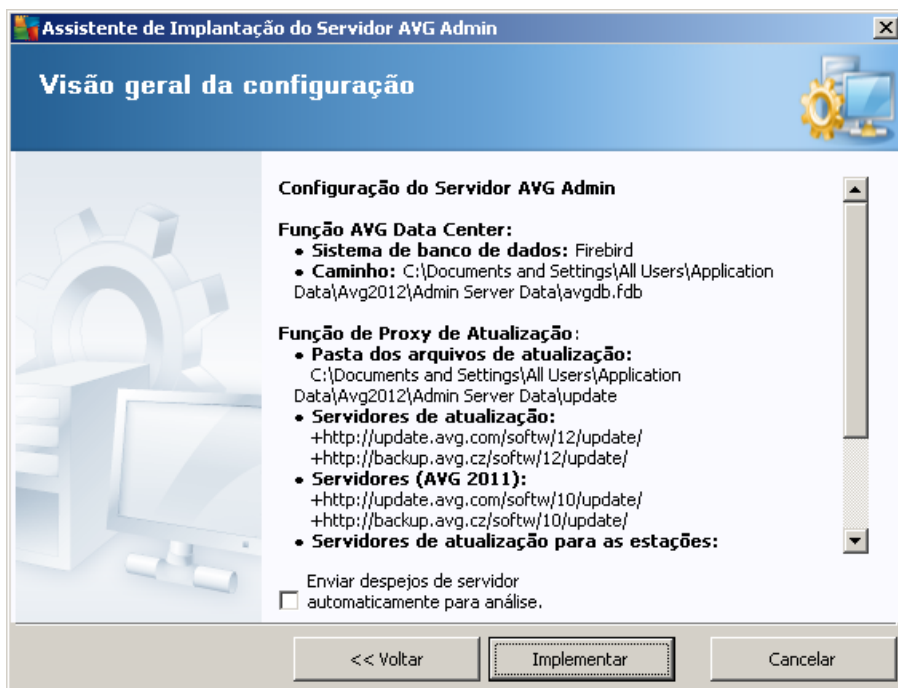 Assistente de Implantação do Servidor AVG Admin
Visão geral da configuração
Configuração do Servidor AVG Admin
Função AVG Data Center:
• Sistema de banco de dados: Firebird
• Caminho: C:\Documents and Settings\All Users\Application
Data\Avg2012\Admin Server Data\avgdb.fdb
Função de Proxy de Atualização:
• Pasta dos arquivos de atualização:
C:\Documents and Settings\All Users\Application
Data\Avg2012\Admin Server Data\update
• Servidores de atualização:
+http://update.avg.com/softw/12/update/
+http://backup.avg.cz/softw/12/update/
• Servidores (AVG 2011):
+http://update.avg.com/softw/10/update/
+http://backup.avg.cz/softw/10/update/
• Servidores de atualização para as estações:
Enviar despejos de servidor
automaticamente para análise.
<< Voltar
Implementar
Cancelar